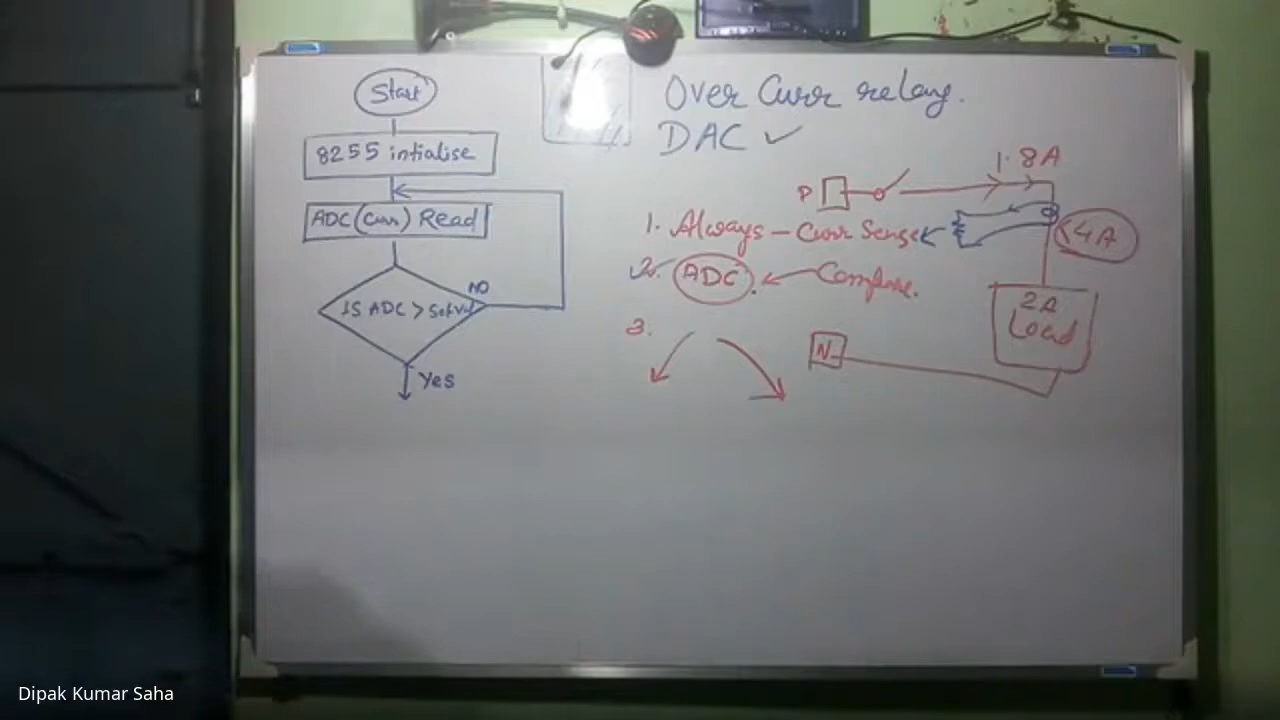 Start
8255 intialise
ADC (Curr) Read
NO
IS ADC > Setval
Yes
Over Curr relay.
DAC ✓
1.8A
P
1. Always - Curr Sense
4A
2. ADC. Compare.
2A
Load
3.
N
Dipak Kumar Saha